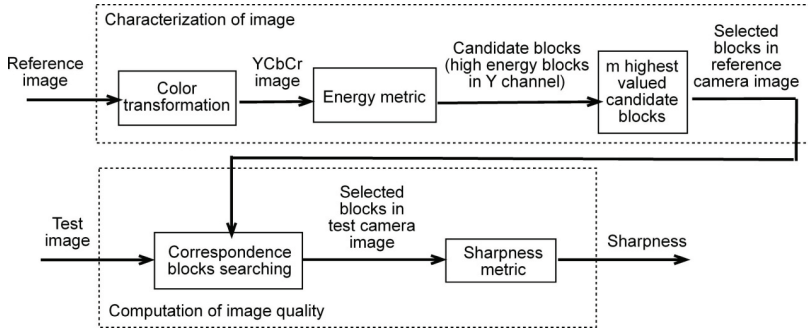 Characterization of image
Reference
image
Color
transformation
YCbCr
image
Energy metric
Candidate blocks
(high energy blocks
in Y channel)
m highest
valued
candidate
blocks
Selected
blocks in
reference
camera image
Test
image
Correspondence
blocks searching
Selected
blocks in
test camera
image
Sharpness
metric
Sharpness
Computation of image quality